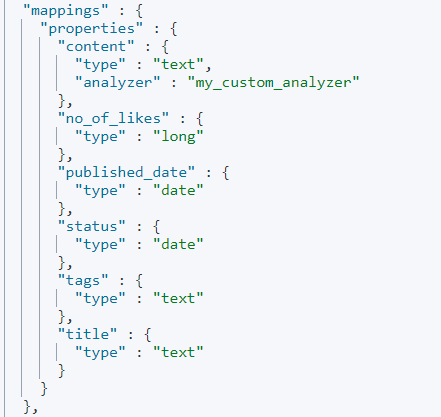 "mappings" : {
"properties" : {
"content" : {
"type" : "text",
"analyzer" : "my_custom_analyzer"
},
"no_of_likes" : {
"type" : "long"
},
"published_date" : {
"type" : "date"
},
"status" : {
"type" : "date"
},
"tags" : {
"type" : "text"
},
"title" : {
"type" : "text"
}
}
},